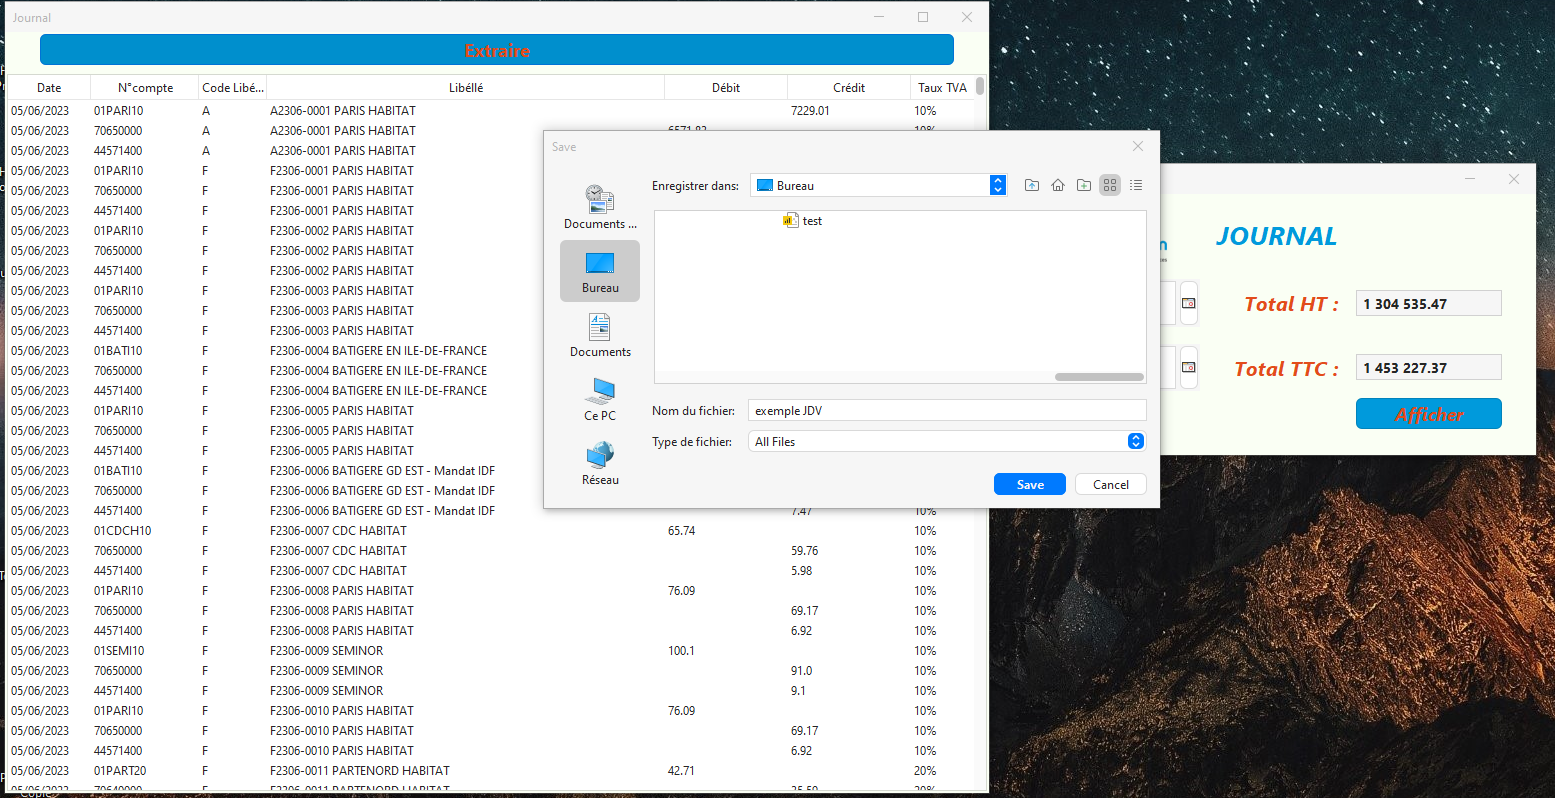 Journal
Extraire
Date N°compte Code Libé... Libéllé Débit Crédit Taux TVA
05/06/2023 01PARI10 A A2306-0001 PARIS HABITAT 7229.01 10%
05/06/2023 70650000 A A2306-0001 PARIS HABITAT
05/06/2023 44571400 A A2306-0001 PARIS HABITAT
05/06/2023 01PARI10 F F2306-0001 PARIS HABITAT
05/06/2023 70650000 F F2306-0001 PARIS HABITAT
05/06/2023 44571400 F F2306-0001 PARIS HABITAT
05/06/2023 01PARI10 F F2306-0002 PARIS HABITAT
05/06/2023 70650000 F F2306-0002 PARIS HABITAT
05/06/2023 44571400 F F2306-0002 PARIS HABITAT
05/06/2023 01PARI10 F F2306-0003 PARIS HABITAT
05/06/2023 70650000 F F2306-0003 PARIS HABITAT
05/06/2023 44571400 F F2306-0003 PARIS HABITAT
05/06/2023 01BATI10 F F2306-0004 BATIGERE EN ILE-DE-FRANCE
05/06/2023 70650000 F F2306-0004 BATIGERE EN ILE-DE-FRANCE
05/06/2023 44571400 F F2306-0004 BATIGERE EN ILE-DE-FRANCE
05/06/2023 01PARI10 F F2306-0005 PARIS HABITAT
05/06/2023 70650000 F F2306-0005 PARIS HABITAT
05/06/2023 44571400 F F2306-0005 PARIS HABITAT
05/06/2023 01BATI10 F F2306-0006 BATIGERE GD EST - Mandat IDF
05/06/2023 70650000 F F2306-0006 BATIGERE GD EST - Mandat IDF
05/06/2023 44571400 F F2306-0006 BATIGERE GD EST - Mandat IDF 7.47 10%
05/06/2023 01CDCH10 F F2306-0007 CDC HABITAT 65.74 10%
05/06/2023 70650000 F F2306-0007 CDC HABITAT 59.76 10%
05/06/2023 44571400 F F2306-0007 CDC HABITAT 5.98 10%
05/06/2023 01PARI10 F F2306-0008 PARIS HABITAT 76.09 10%
05/06/2023 70650000 F F2306-0008 PARIS HABITAT 69.17 10%
05/06/2023 44571400 F F2306-0008 PARIS HABITAT 6.92 10%
05/06/2023 01SEMI10 F F2306-0009 SEMINOR 100.1 10%
05/06/2023 70650000 F F2306-0009 SEMINOR 91.0 10%
05/06/2023 44571400 F F2306-0009 SEMINOR 9.1 10%
05/06/2023 01PARI10 F F2306-0010 PARIS HABITAT 76.09 10%
05/06/2023 70650000 F F2306-0010 PARIS HABITAT 69.17 10%
05/06/2023 44571400 F F2306-0010 PARIS HABITAT 6.92 10%
05/06/2023 01PART20 F F2306-0011 PARTENORD HABITAT 42.71 20%
Save
Enregistrer dans: Bureau
Documents ...
Bureau
Documents
Ce PC
Réseau
test
Nom du fichier: exemple JDV
Type de fichier: All Files
Save Cancel
JOURNAL
Total HT : 1 304 535.47
Total TTC : 1 453 227.37
Afficher